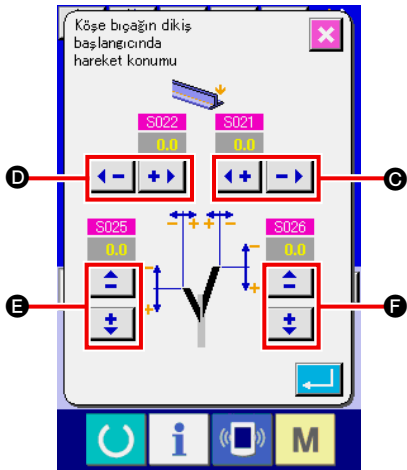 Köşe bıçağın dikiş
başlangıcında
hareket konumu
S022 S021
0.0 0.0
D C
S025 S026
0.0 0.0
E F
i M